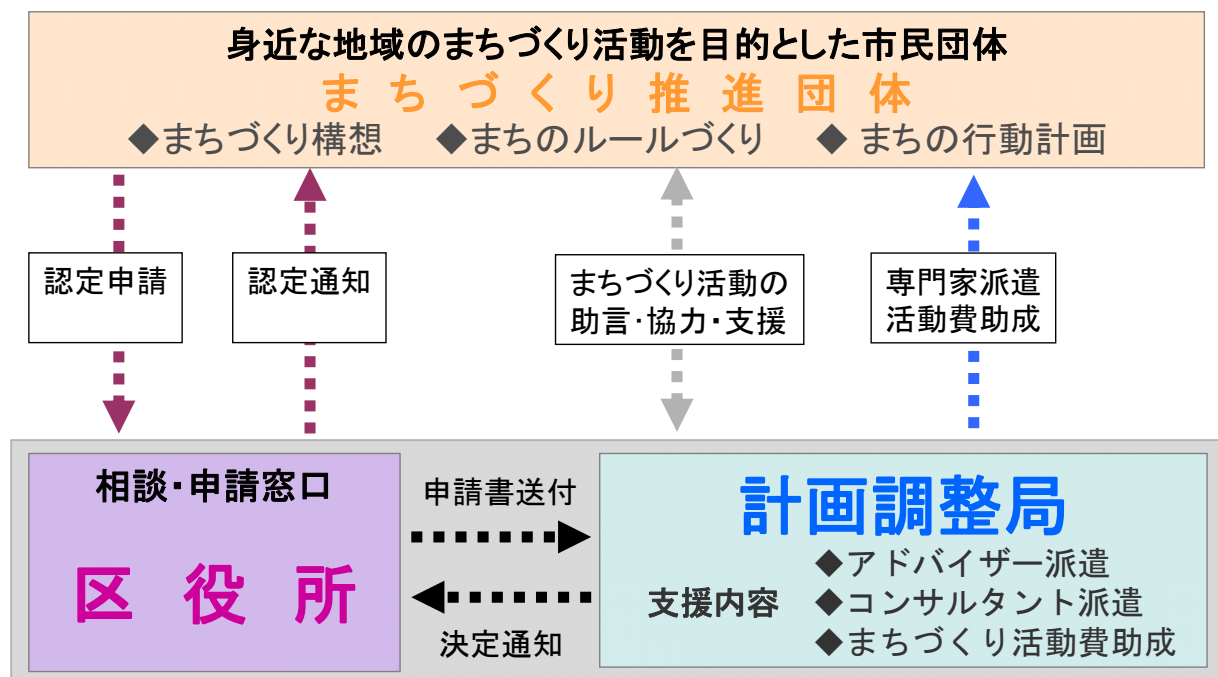 身近な地域のまちづくり活動を目的とした市民団体
まちづくり推進団体
◆まちづくり構想 ◆まちのルールづくり ◆ まちの行動計画
認定申請
認定通知
まちづくり活動の
助言・協力・支援
専門家派遣
活動費助成
相談・申請窓口
区役所
申請書送付
決定通知
計画調整局
支援内容
◆アドバイザー派遣
◆コンサルタント派遣
◆まちづくり活動費助成